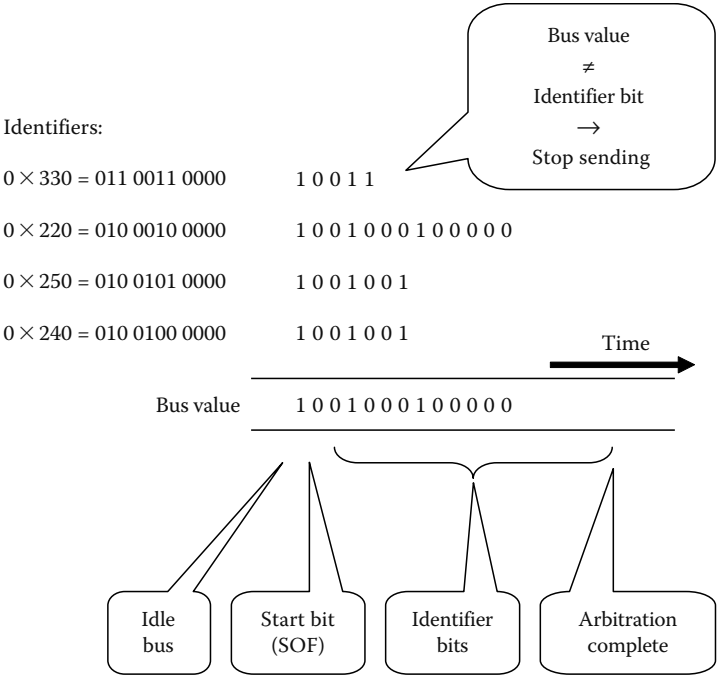 Bus value
≠
Identifier bit
→
Stop sending
Identifiers:
0 × 330 = 011 0011 0000 1 0 0 1 1
0 × 220 = 010 0010 0000 1 0 0 1 0 0 0 1 0 0 0 0 0
0 × 250 = 010 0101 0000 1 0 0 1 0 0 1
0 × 240 = 010 0100 0000 1 0 0 1 0 0 1
Time
Bus value 1 0 0 1 0 0 0 1 0 0 0 0 0
Idle
bus
Start bit
(SOF)
Identifier
bits
Arbitration
complete